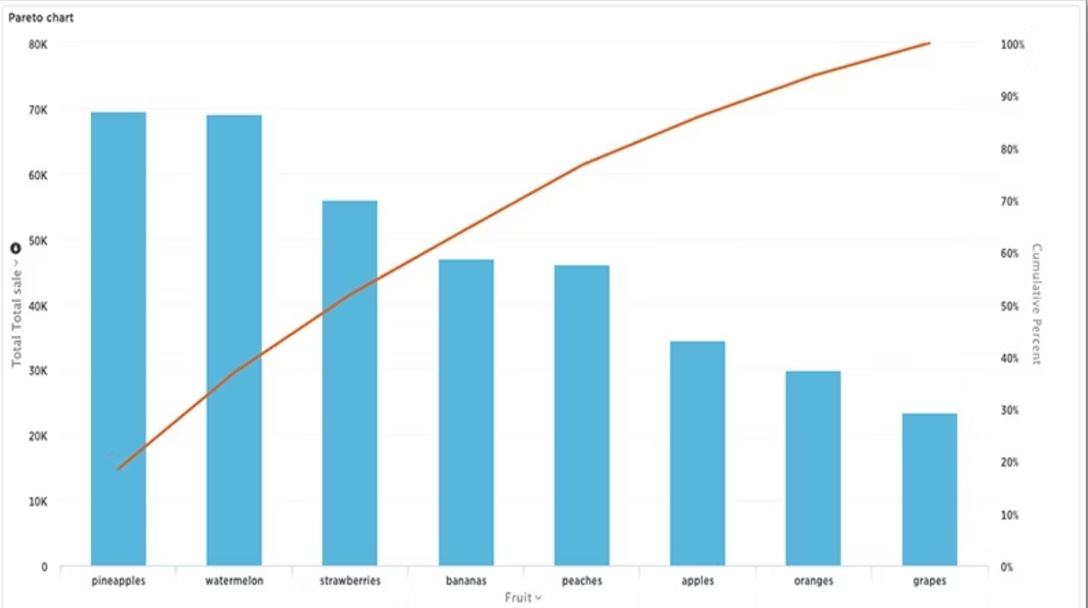 Pareto chart
80K
70K
60K
50K
40K
30K
20K
10K
0
Total Total sale
100%
90%
80%
70%
60%
50%
40%
30%
20%
10%
0%
Cumulative Percent
pineapples watermelon strawberries bananas peaches apples oranges grapes
Fruit